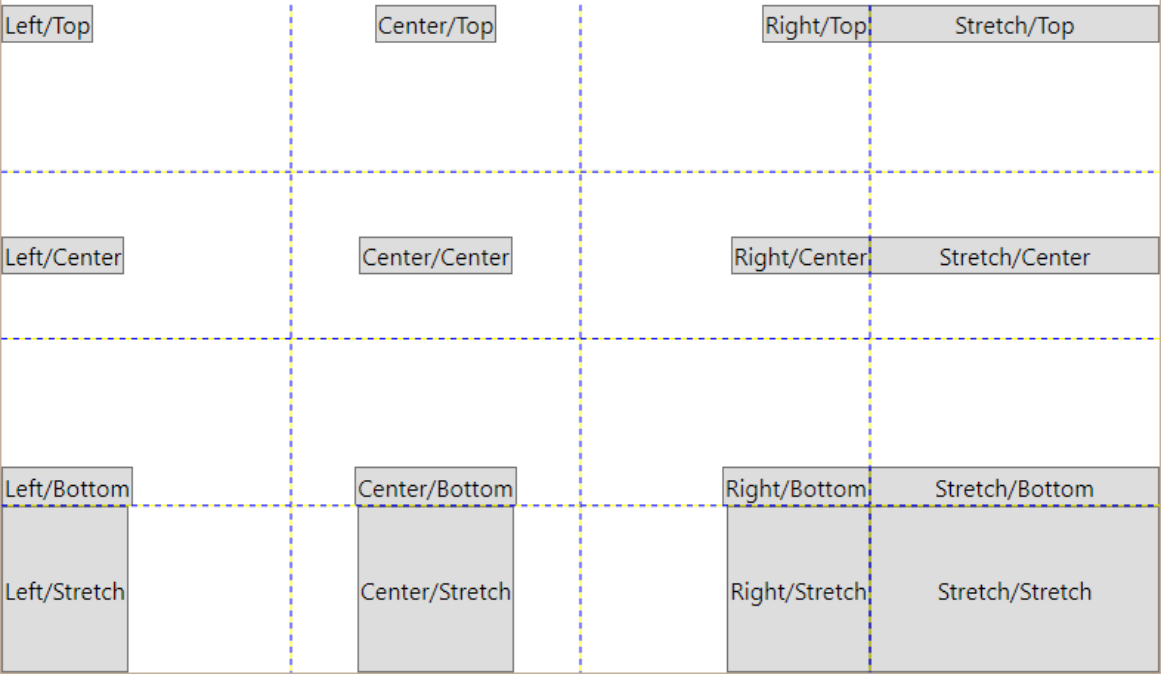 Left/Top
Center/Top
Right/Top
Stretch/Top
Left/Center
Center/Center
Right/Center
Stretch/Center
Left/Bottom
Center/Bottom
Right/Bottom
Stretch/Bottom
Left/Stretch
Center/Stretch
Right/Stretch
Stretch/Stretch